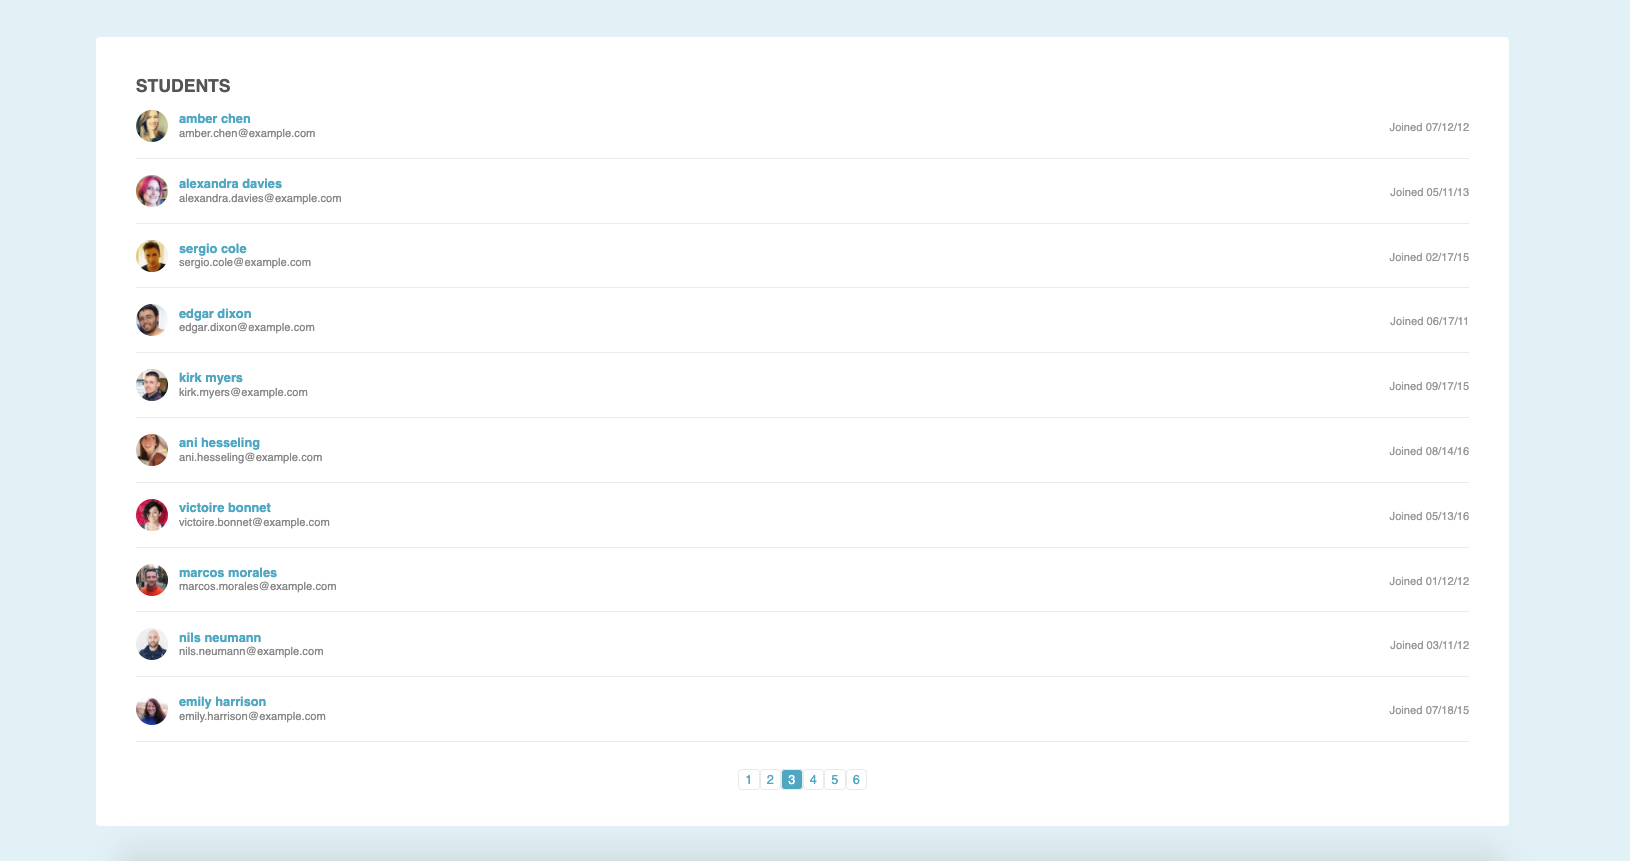 STUDENTS
amber chen
amber.chen@example.com
Joined 07/12/12
alexandra davies
alexandra.davies@example.com
Joined 05/11/13
sergio cole
sergio.cole@example.com
Joined 02/17/15
edgar dixon
edgar.dixon@example.com
Joined 06/17/11
kirk myers
kirk.myers@example.com
Joined 09/17/15
ani hesseling
ani.hesseling@example.com
Joined 08/14/16
victoire bonnet
victoire.bonnet@example.com
Joined 05/13/16
marcos morales
marcos.morales@example.com
Joined 01/12/12
nils neumann
nils.neumann@example.com
Joined 03/11/12
emily harrison
emily.harrison@example.com
Joined 07/18/15
1 2 3 4 5 6